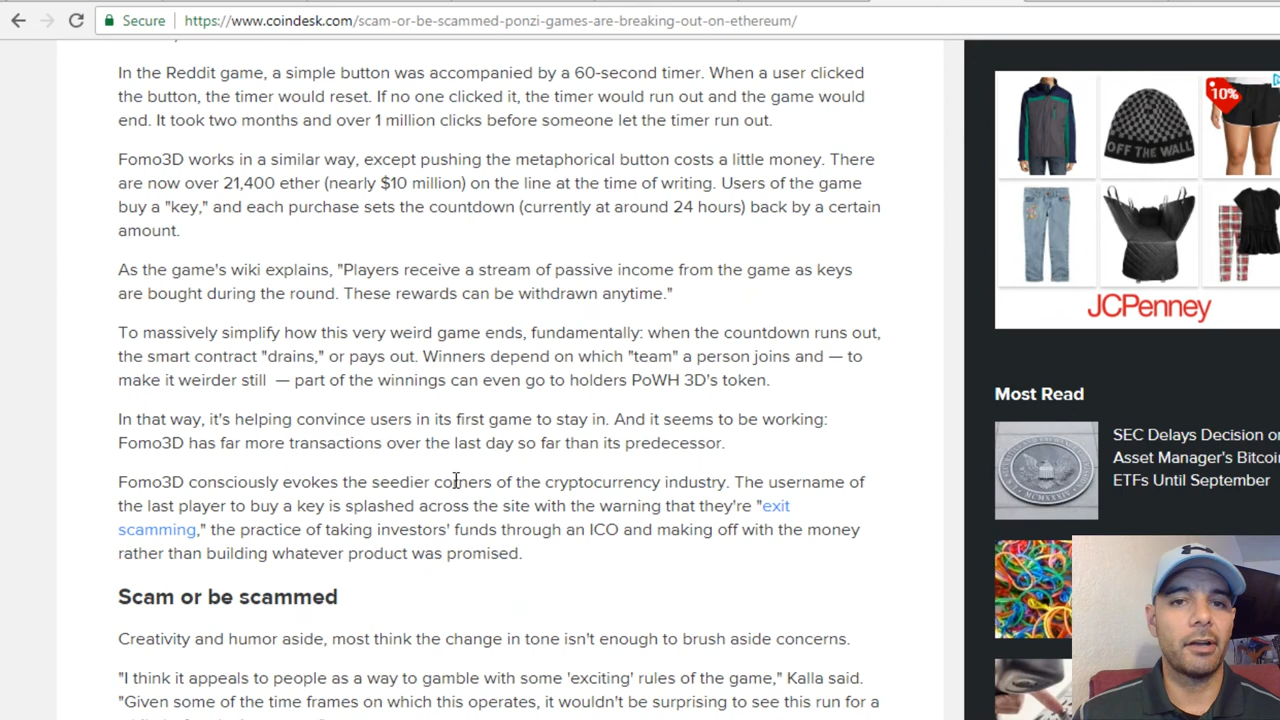 Secure
https://www.coindesk.com/scam-or-be-scammed-ponzi-games-are-breaking-out-on-ethereum/
In the Reddit game, a simple button was accompanied by a 60-second timer. When a user clicked
the button, the timer would reset. If no one clicked it, the timer would run out and the game would
end. It took two months and over 1 million clicks before someone let the timer run out.
Fomo3D works in a similar way, except pushing the metaphorical button costs a little money. There
are now over 21,400 ether (nearly $10 million) on the line at the time of writing. Users of the game
buy a "key," and each purchase sets the countdown (currently at around 24 hours) back by a certain
amount.
As the game's wiki explains, "Players receive a stream of passive income from the game as keys
are bought during the round. These rewards can be withdrawn anytime."
To massively simplify how this very weird game ends, fundamentally: when the countdown runs out,
the smart contract "drains," or pays out. Winners depend on which "team" a person joins and — to
make it weirder still — part of the winnings can even go to holders PoWH 3D's token.
In that way, it's helping convince users in its first game to stay in. And it seems to be working:
Fomo3D has far more transactions over the last day so far than its predecessor.
Fomo3D consciously evokes the seedier corners of the cryptocurrency industry. The username of
the last player to buy a key is splashed across the site with the warning that they're "exit
scamming," the practice of taking investors' funds through an ICO and making off with the money
rather than building whatever product was promised.
Scam or be scammed
Creativity and humor aside, most think the change in tone isn't enough to brush aside concerns.
"I think it appeals to people as a way to gamble with some 'exciting' rules of the game," Kalla said.
"Given some of the time frames on which this operates, it wouldn't be surprising to see this run for a
10%
OFF THE WALL
JCPenney
Most Read
SEC Delays Decision on
Asset Manager's Bitcoin
ETFs Until September